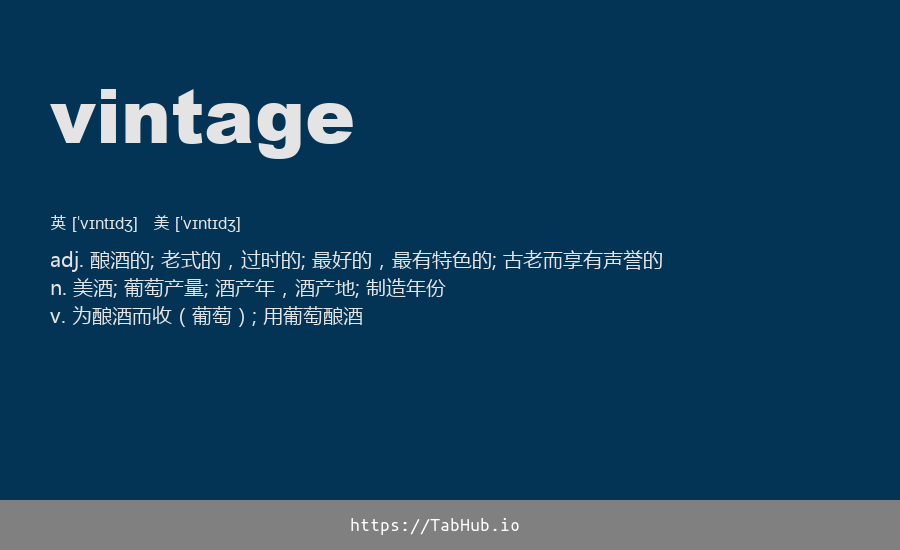 vintage
英 [ˈvɪntɪdʒ] 美 [ˈvɪntɪdʒ]
adj. 酿酒的; 老式的，过时的; 最好的，最有特色的; 古老而享有声誉的
n. 美酒; 葡萄产量; 酒产年，酒产地; 制造年份
v. 为酿酒而收（葡萄）; 用葡萄酿酒
https://TabHub.io